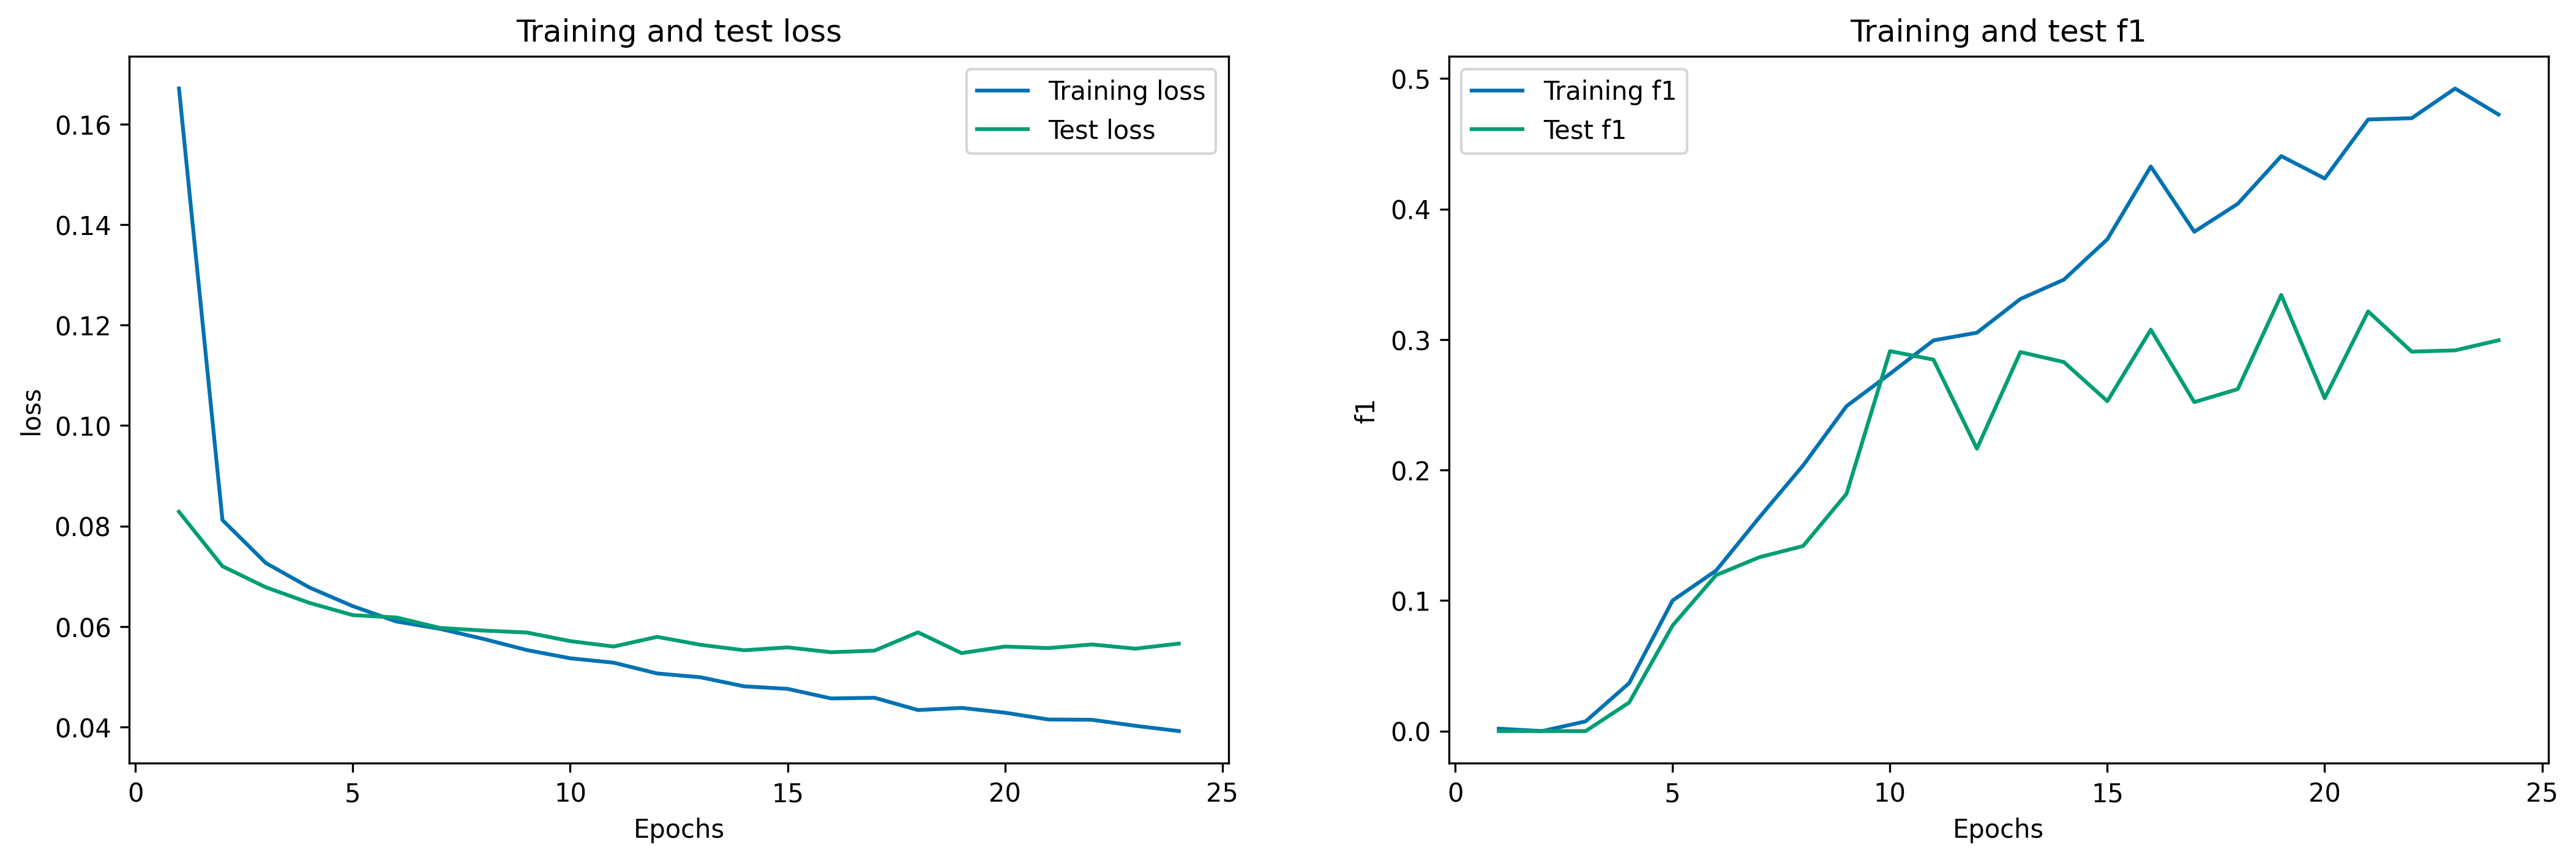 Training and test loss
Training loss
Test loss
0.16
0.14
0.12
0.10
0.08
0.06
0.04
loss
0 5 10 15 20 25
Epochs
Training and test f1
Training f1
Test f1
0.5
0.4
0.3
0.2
0.1
0.0
f1
0 5 10 15 20 25
Epochs